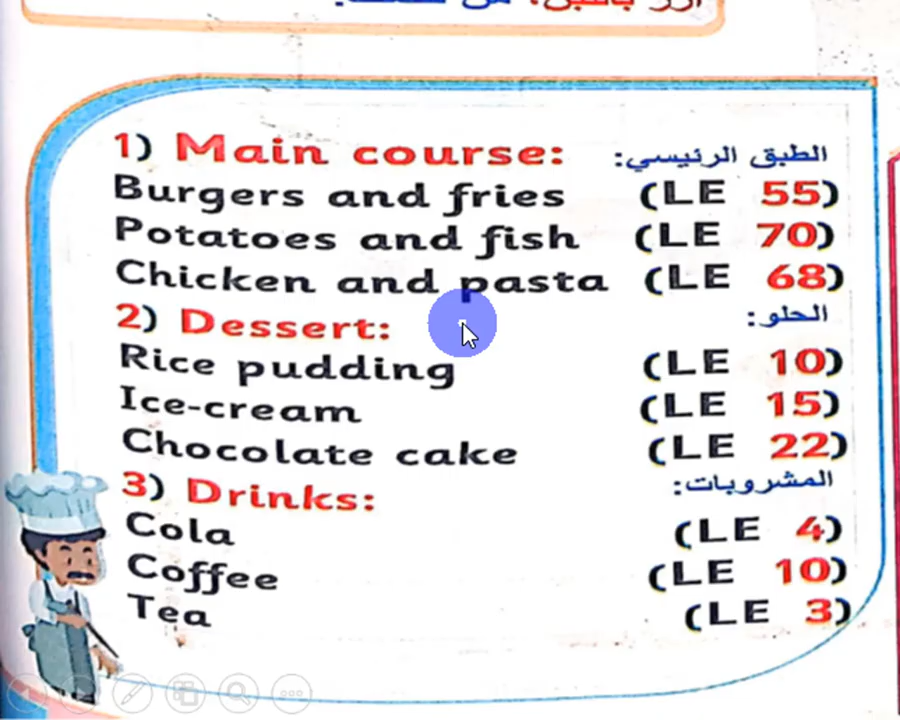 1) Main course: الطبق الرئيسي:
Burgers and fries (LE 55)
Potatoes and fish (LE 70)
Chicken and pasta (LE 68)
2) Dessert: الحلو:
Rice pudding (LE 10)
Ice-cream (LE 15)
Chocolate cake (LE 22)
3) Drinks: المشروبات:
Cola (LE 4)
Coffee (LE 10)
Tea (LE 3)